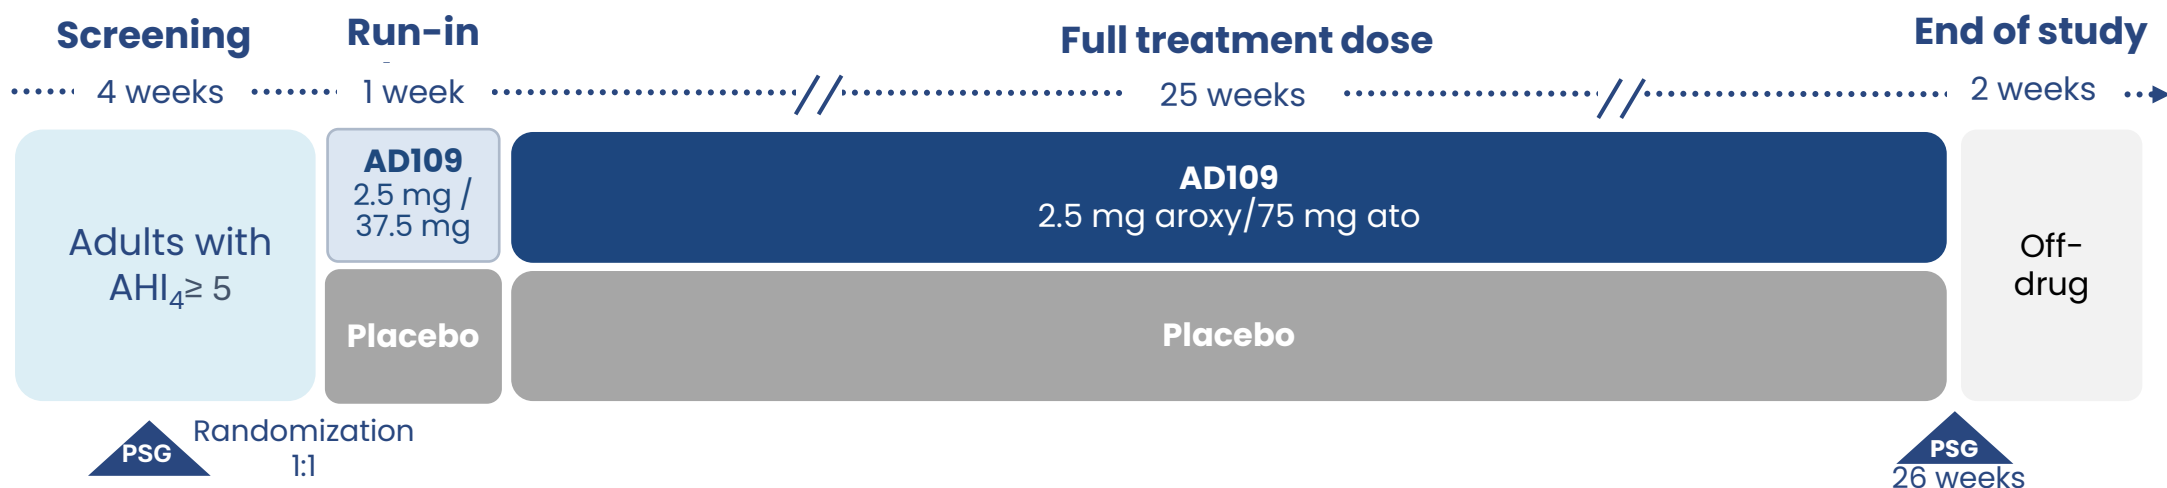 Screening
Run-in
Full treatment dose
End of study
4 weeks
1 week
25 weeks
2 weeks
Adults with
AHI₄≥ 5
AD109
2.5 mg /
37.5 mg
Placebo
AD109
2.5 mg aroxy/75 mg ato
Placebo
Off-
drug
PSG
Randomization
1:1
PSG
26 weeks